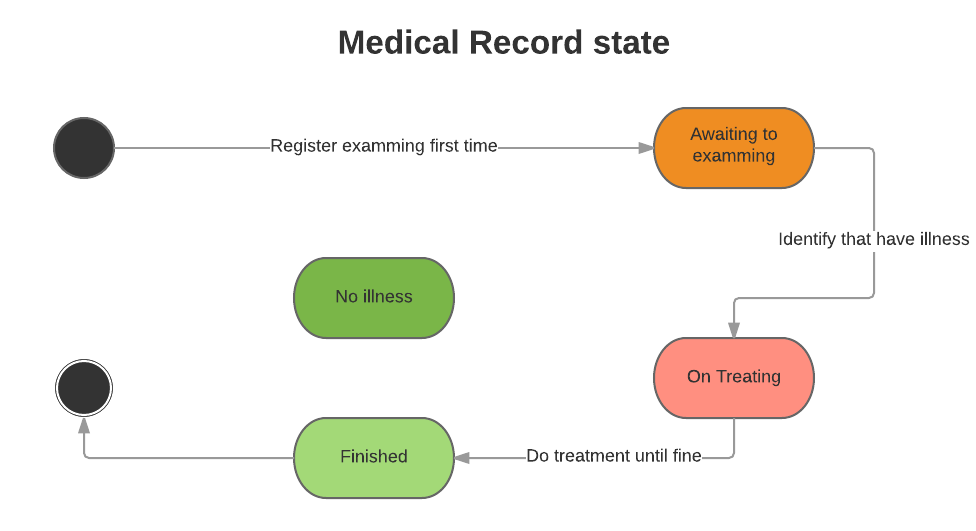 Medical Record state
Register examming first time
Awaiting to
examming
Identify that have illness
No illness
On Treating
Finished
Do treatment until fine